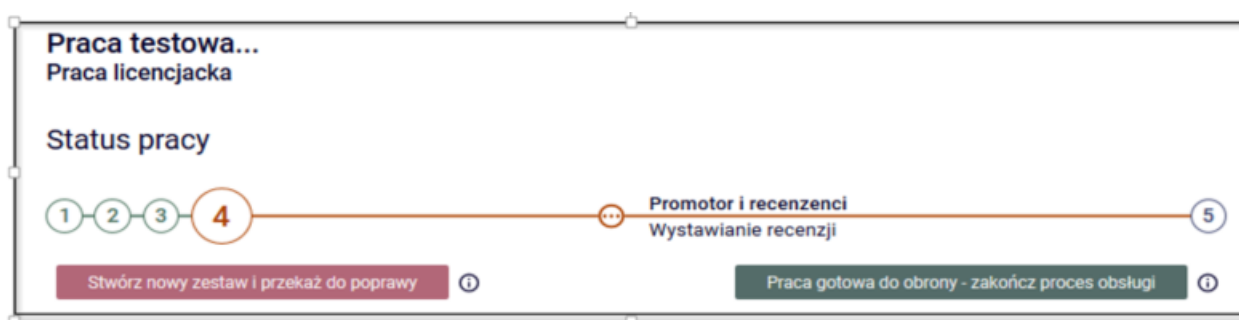 Praca testowa...
Praca licencjacka
Status pracy
1 2 3 4 Promotor i recenzenci 5
Wystawianie recenzji
Stwórz nowy zestaw i przekaż do poprawy Praca gotowa do obrony - zakończ proces obsługi